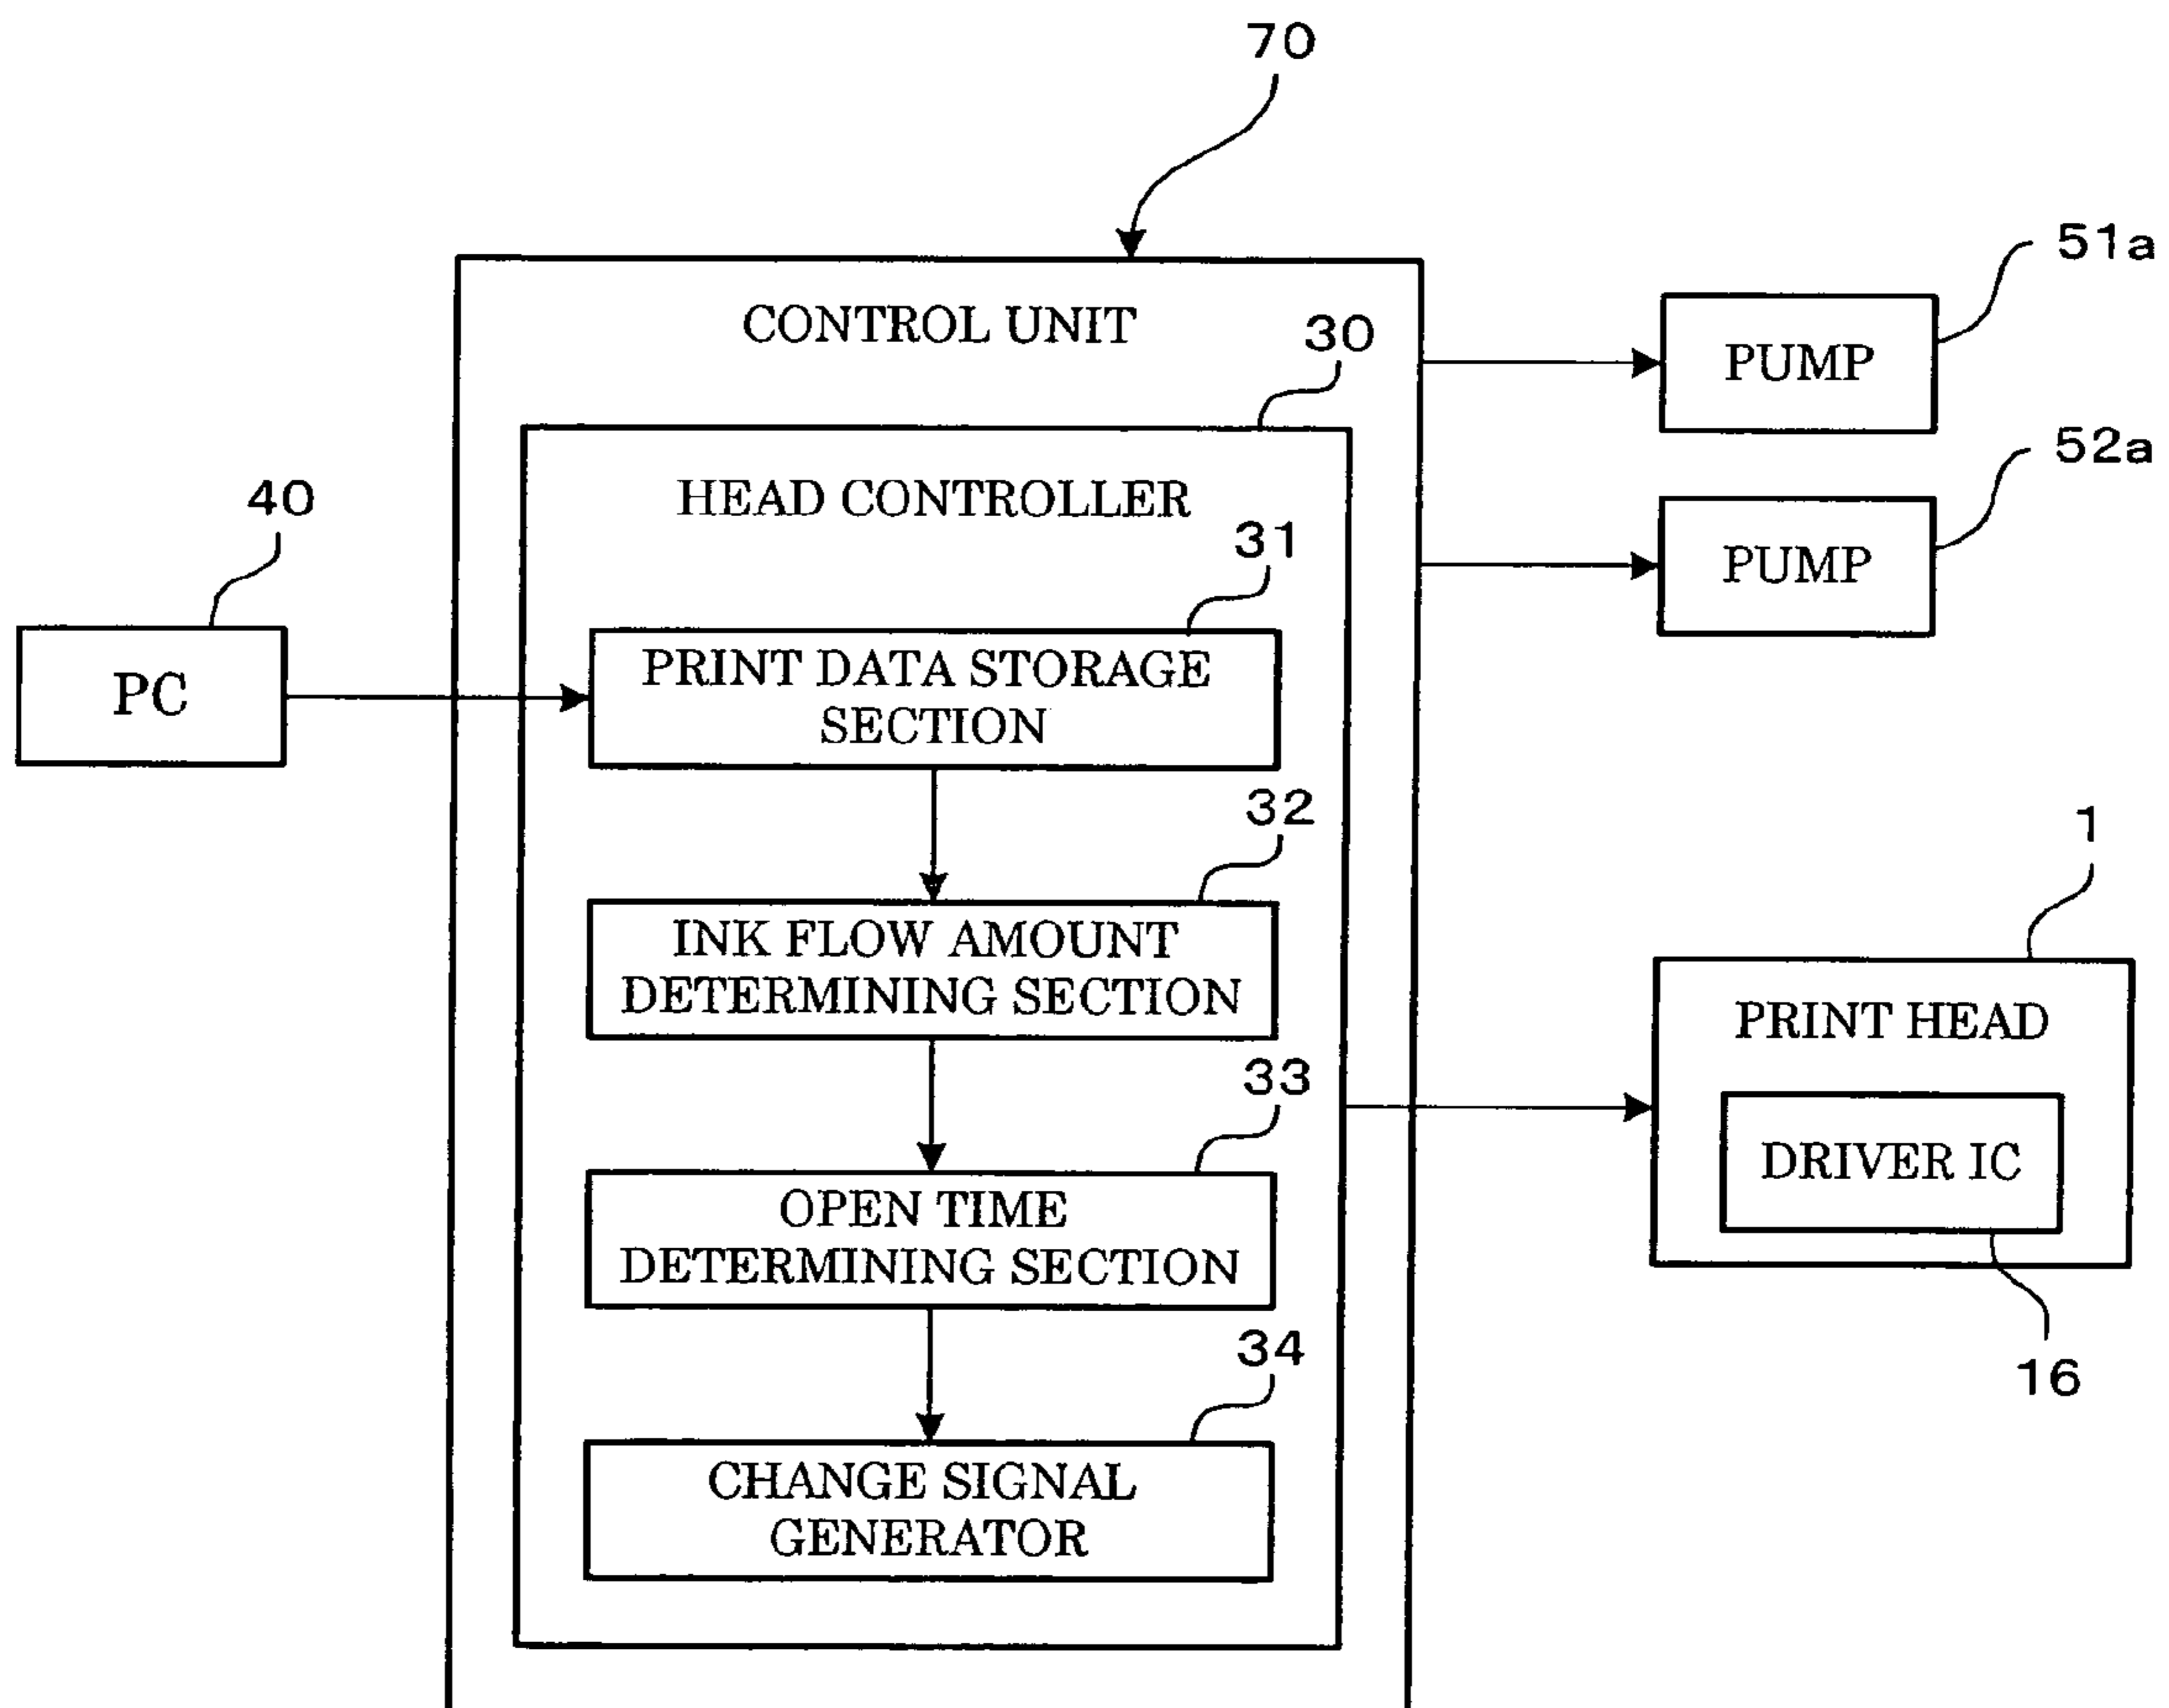 70
CONTROL UNIT
30
HEAD CONTROLLER
31
PRINT DATA STORAGE
SECTION
32
INK FLOW AMOUNT
DETERMINING SECTION
33
OPEN TIME
DETERMINING SECTION
34
CHANGE SIGNAL
GENERATOR
40
PC
51a
PUMP
52a
PUMP
1
PRINT HEAD
DRIVER IC
16